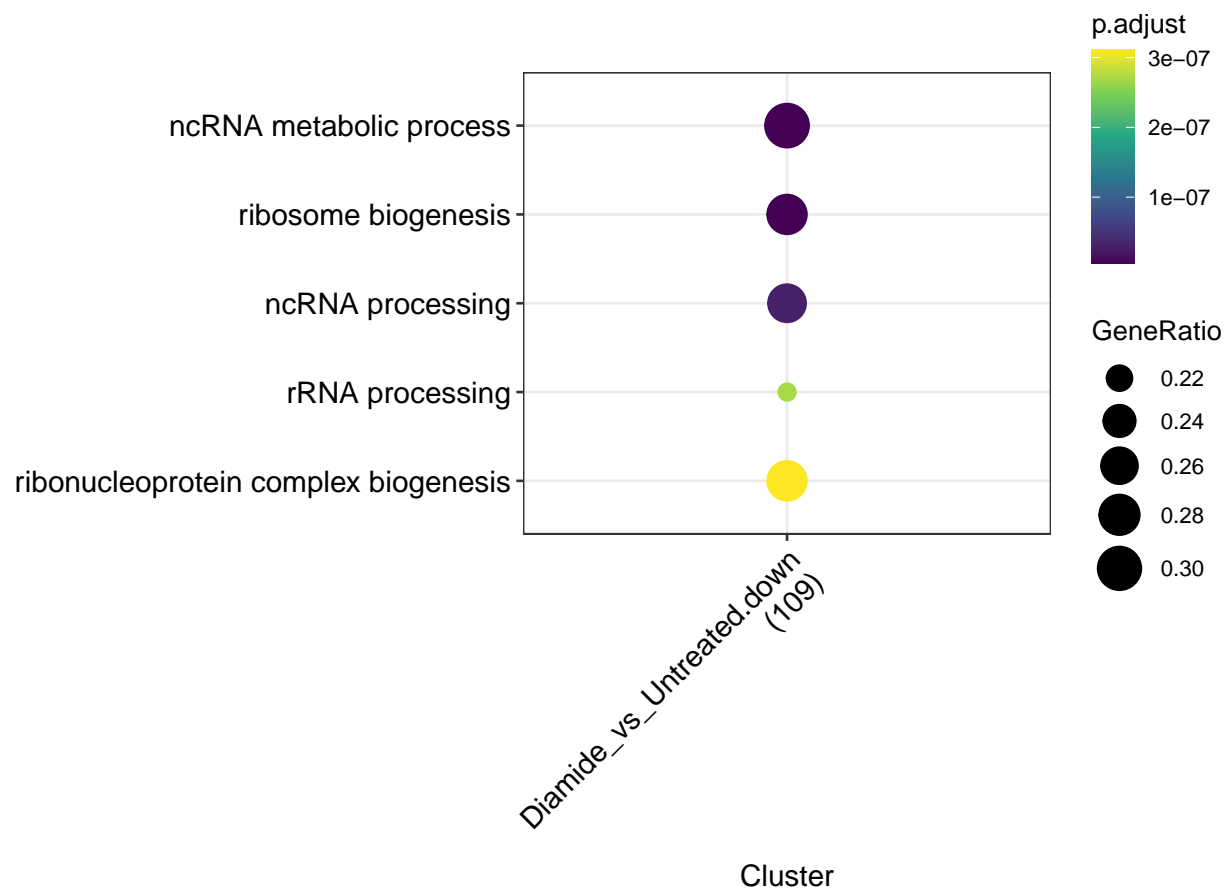 ncRNA metabolic process
ribosome biogenesis
ncRNA processing
rRNA processing
ribonucleoprotein complex biogenesis
Diamide_vs_Untreated.down
(109)
Cluster
p.adjust
3e−07
2e−07
1e−07
GeneRatio
0.22
0.24
0.26
0.28
0.30